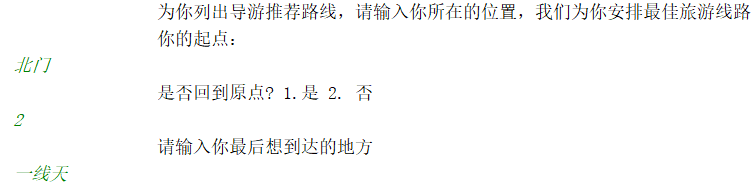 为你列出导游推荐路线，请输入你所在的位置，我们为你安排最佳旅游线路
你的起点：
北门
是否回到原点? 1.是 2. 否
2
请输入你最后想到达的地方
一线天